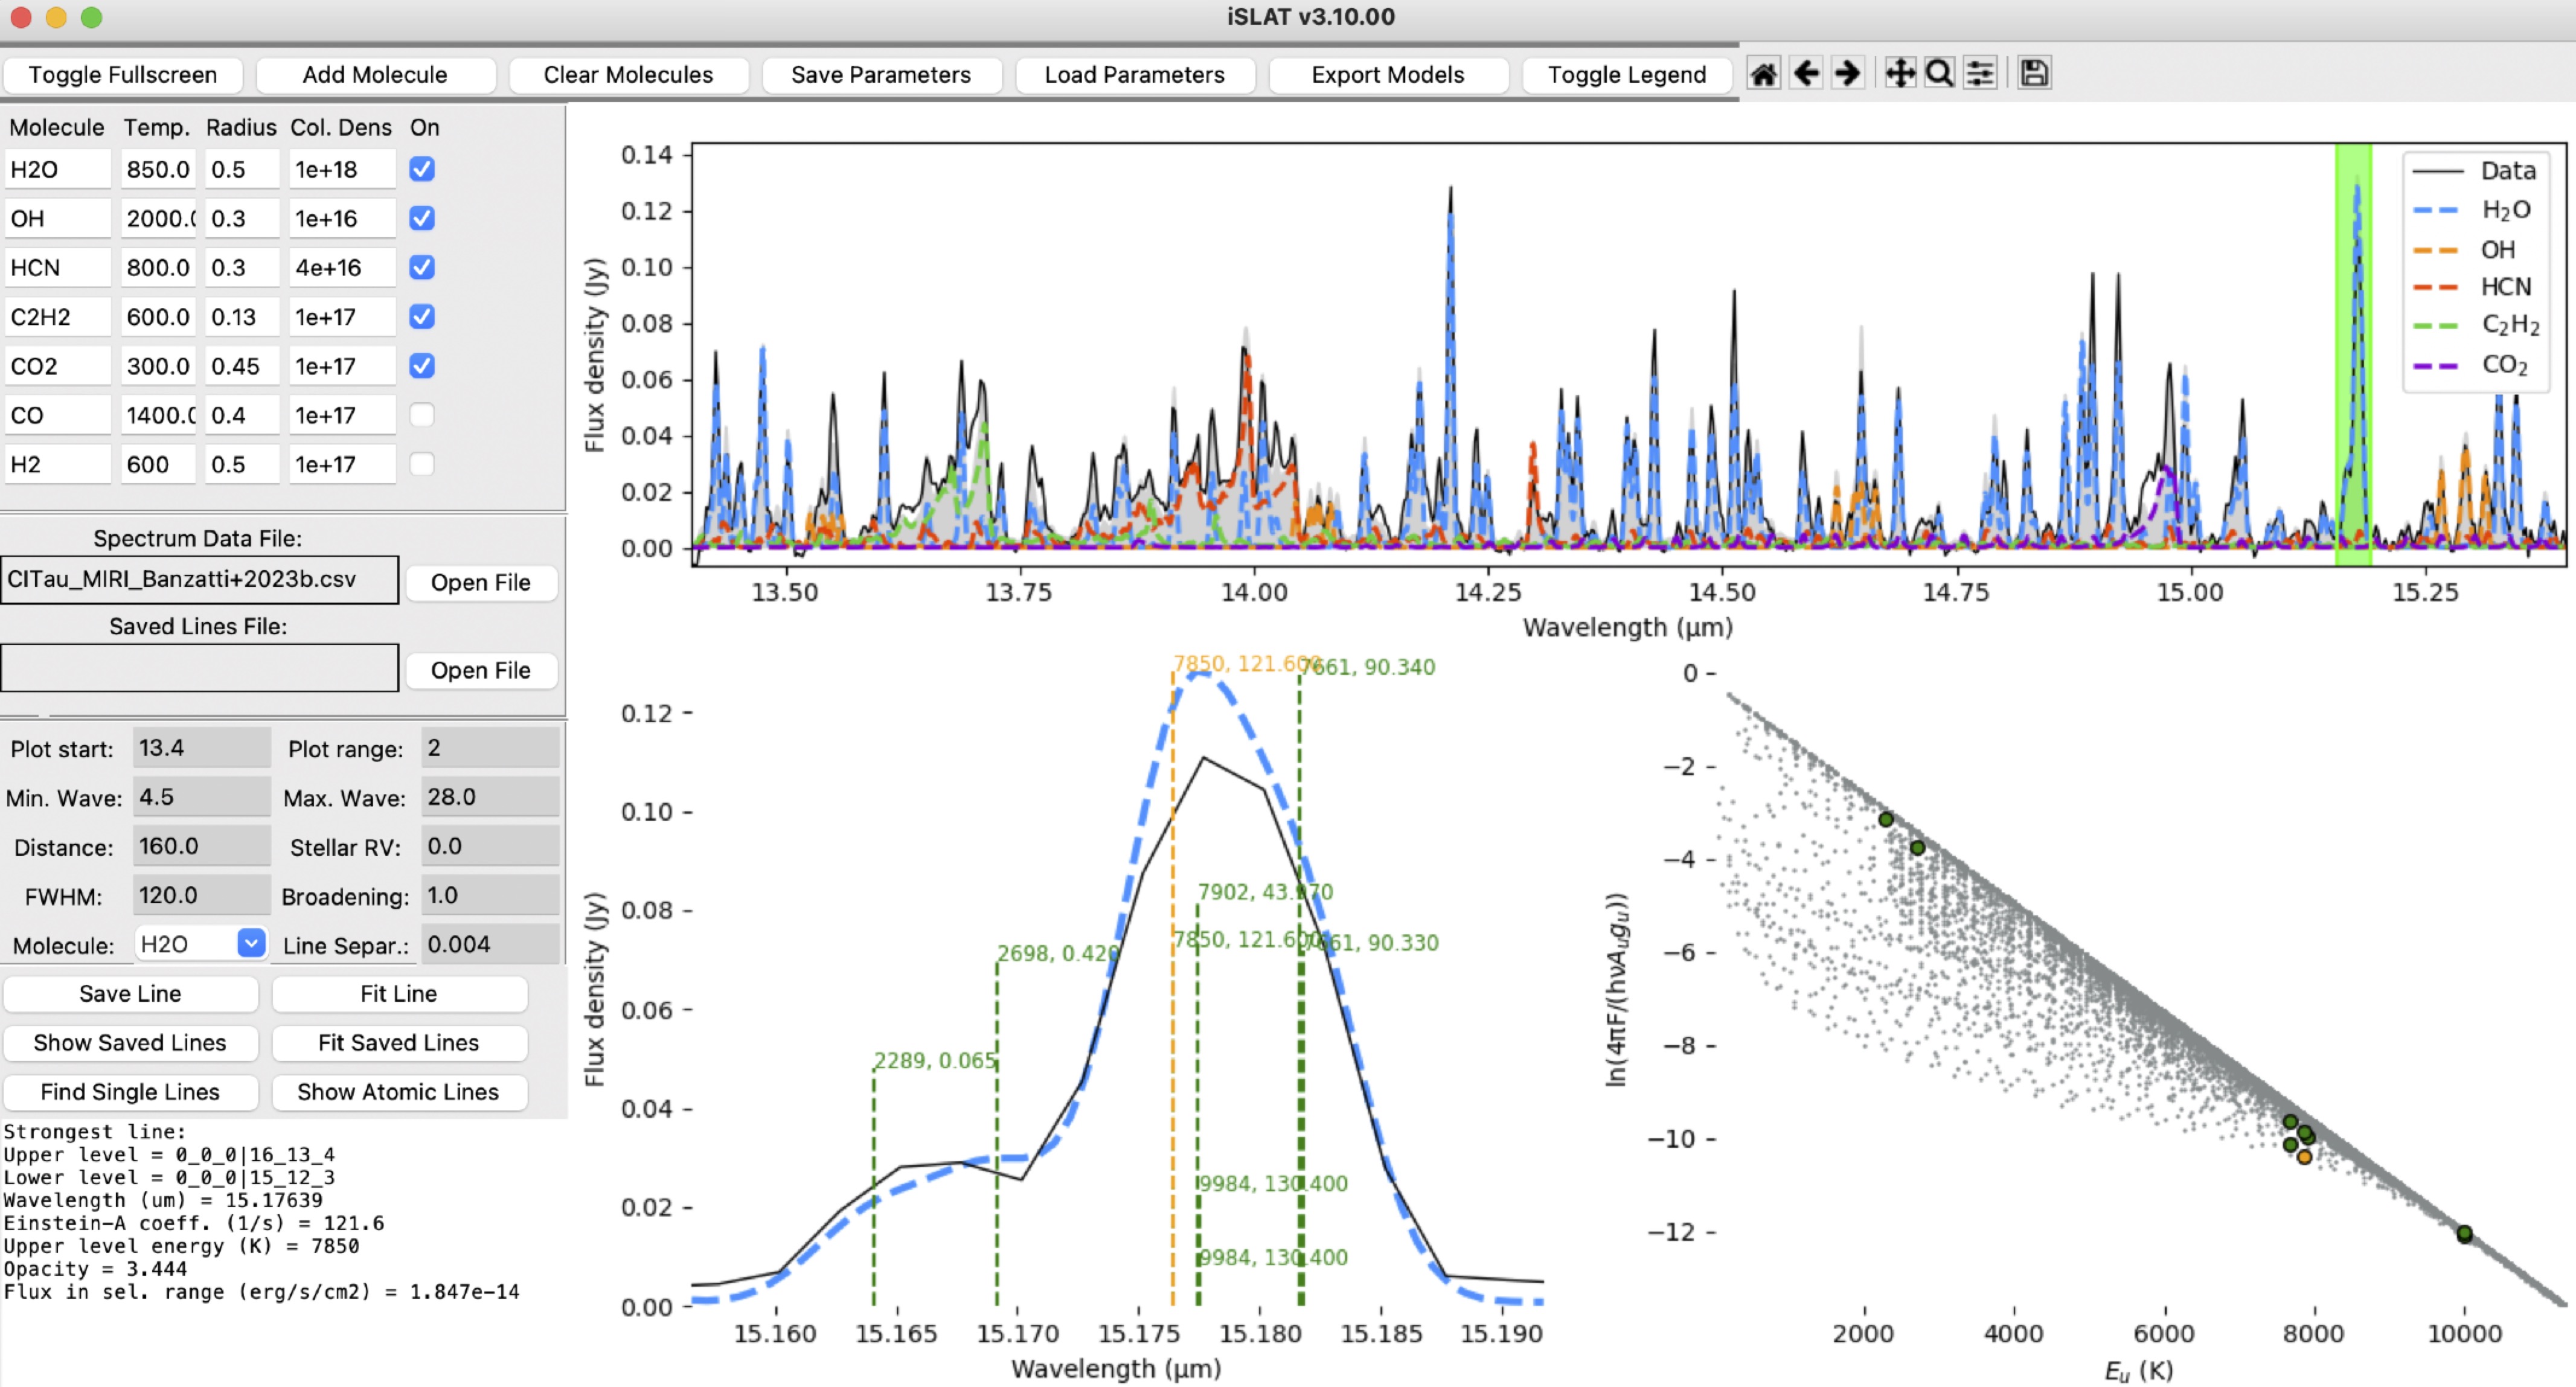 iSLAT v3.10.00
Toggle Fullscreen Add Molecule Clear Molecules Save Parameters Load Parameters Export Models Toggle Legend
Molecule Temp. Radius Col. Dens On
H2O 850.0 0.5 1e+18
OH 2000.0 0.3 1e+16
HCN 800.0 0.3 4e+16
C2H2 600.0 0.13 1e+17
CO2 300.0 0.45 1e+17
CO 1400.0 0.4 1e+17
H2 600 0.5 1e+17
Spectrum Data File:
CITau_MIRI_Banzatti+2023b.csv Open File
Saved Lines File:
Open File
Plot start: 13.4 Plot range: 2
Min. Wave: 4.5 Max. Wave: 28.0
Distance: 160.0 Stellar RV: 0.0
FWHM: 120.0 Broadening: 1.0
Molecule: H2O Line Separ.: 0.004
Save Line Fit Line
Show Saved Lines Fit Saved Lines
Find Single Lines Show Atomic Lines
Strongest line:
Upper level = 0_0_0|16_13_4
Lower level = 0_0_0|15_12_3
Wavelength (um) = 15.17639
Einstein-A coeff. (1/s) = 121.6
Upper level energy (K) = 7850
Opacity = 3.444
Flux in sel. range (erg/s/cm2) = 1.847e-14
Flux density (Jy)
0.14
0.12
0.10
0.08
0.06
0.04
0.02
0.00
13.50 13.75 14.00 14.25 14.50 14.75 15.00 15.25
Wavelength (μm)
Data
H₂O
OH
HCN
C₂H₂
CO₂
Flux density (Jy)
0.12
0.10
0.08
0.06
0.04
0.02
0.00
7850, 121.600
7661, 90.340
7902, 43.970
7850, 121.600
7661, 90.330
2698, 0.420
2289, 0.065
9984, 130.400
9984, 130.400
15.160 15.165 15.170 15.175 15.180 15.185 15.190
Wavelength (μm)
ln(4πF/(hνAᵤgᵤ))
0
−2
−4
−6
−8
−10
−12
2000 4000 6000 8000 10000
Eᵤ (K)